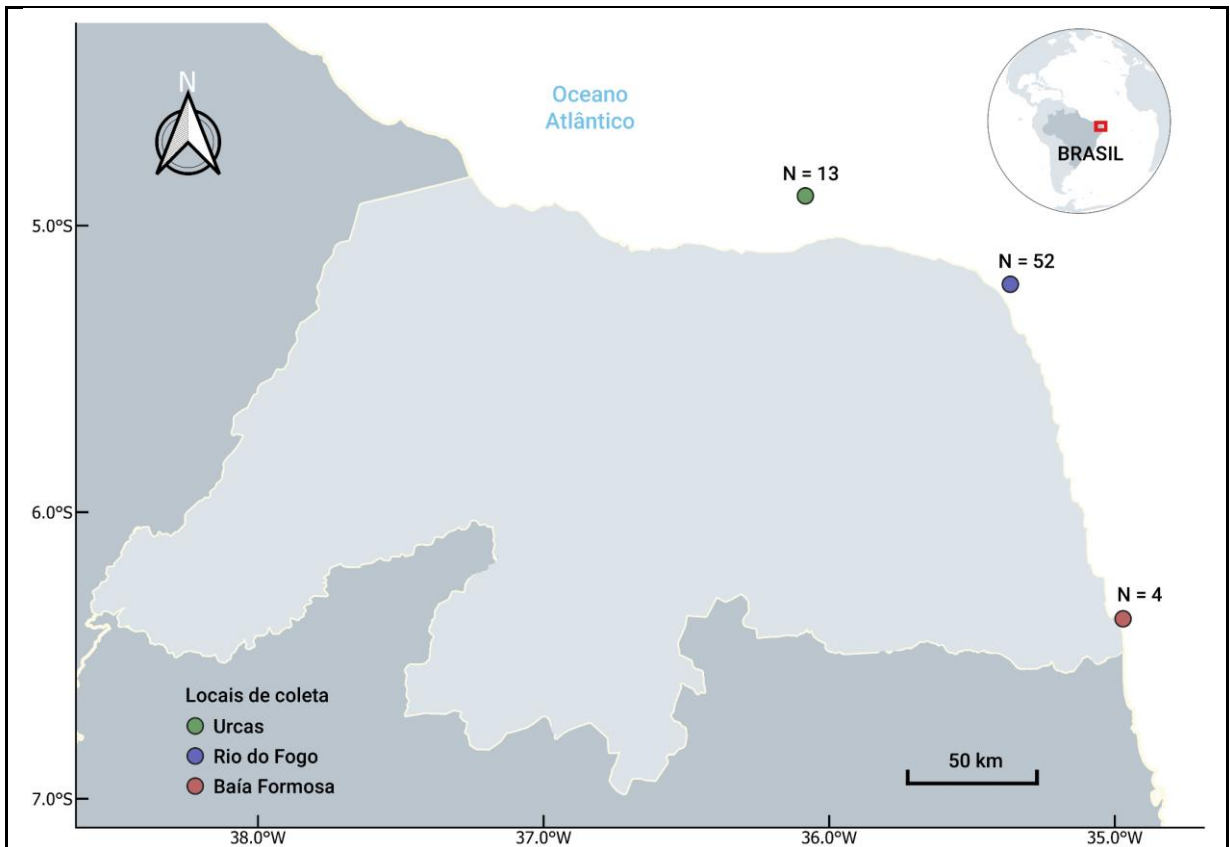 N
Oceano
Atlântico
BRASIL
N = 13
N = 52
N = 4
5.0°S
6.0°S
7.0°S
Locais de coleta
Urcas
Rio do Fogo
Baía Formosa
50 km
38.0°W
37.0°W
36.0°W
35.0°W